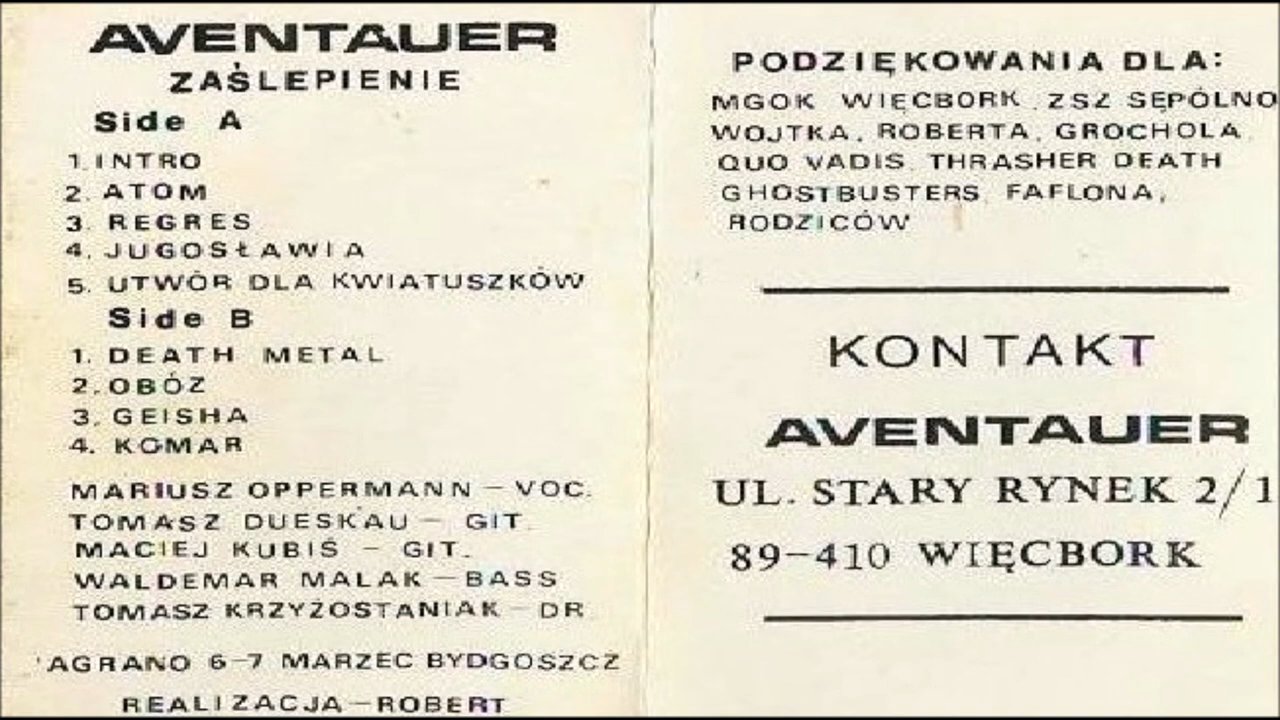 AVENTAUER
ZAŚLEPIENIE
Side A
1. INTRO
2. ATOM
3. REGRES
4. JUGOSŁAWIA
5. UTWÓR DLA KWIATUSZKÓW
Side B
1. DEATH METAL
2. OBÓZ
3. GEISHA
4. KOMAR
MARIUSZ OPPERMANN – VOC.
TOMASZ DUESKAU – GIT.
MACIEJ KUBIŚ – GIT.
WALDEMAR MALAK – BASS
TOMASZ KRZYŻOSTANIAK – DR.
AGRANO 6–7 MARZEC BYDGOSZCZ
REALIZACJA – ROBERT
PODZIĘKOWANIA DLA:
MGOK WIĘCBORK, ZSZ SĘPÓLNO
WOJTKA, ROBERTA, GROCHOLA,
QUO VADIS, THRASHER DEATH
GHOSTBUSTERS, FAFLONA,
RODZICÓW
KONTAKT
AVENTAUER
UL. STARY RYNEK 2/1
89–410 WIĘCBORK